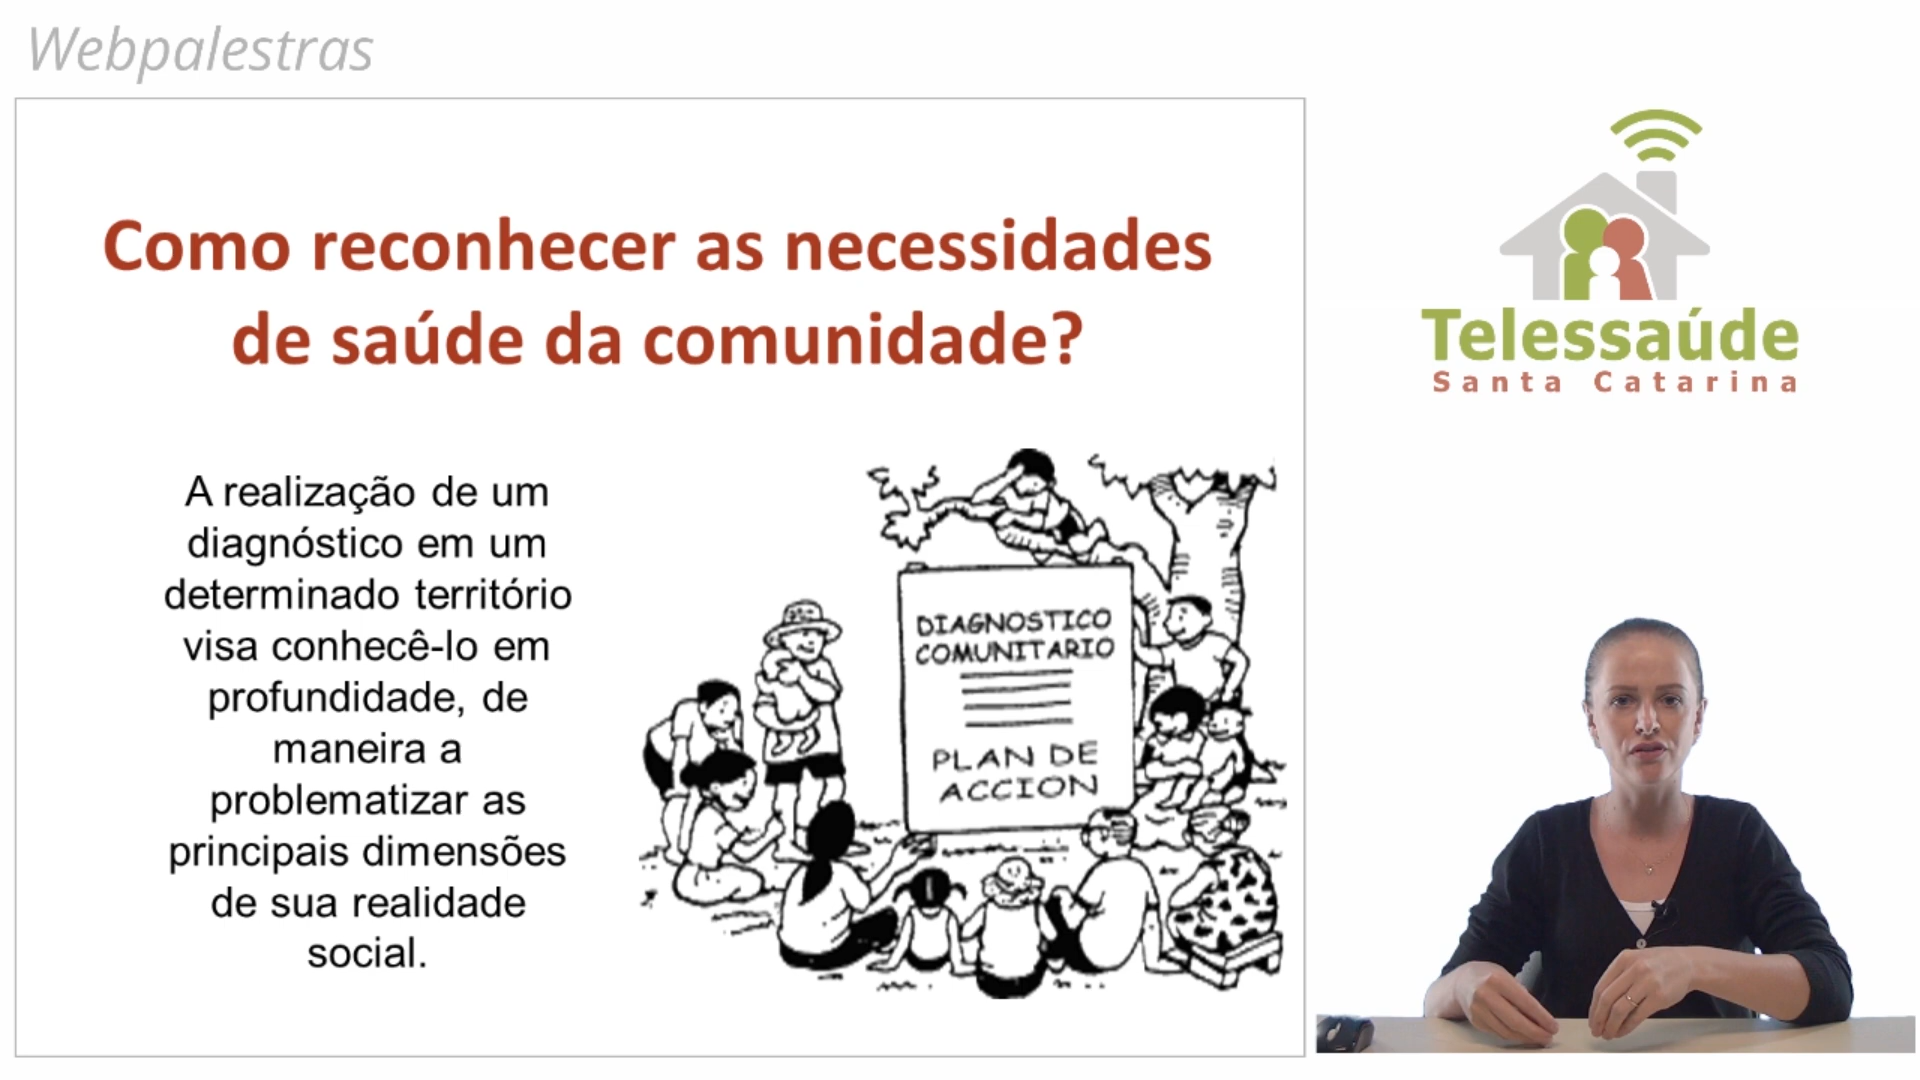 Webpalestras
Como reconhecer as necessidades
de saúde da comunidade?
A realização de um
diagnóstico em um
determinado território
visa conhecê-lo em
profundidade, de
maneira a
problematizar as
principais dimensões
de sua realidade
social.
DIAGNOSTICO
COMUNITARIO
PLAN DE
ACCION
Telessaúde
Santa Catarina